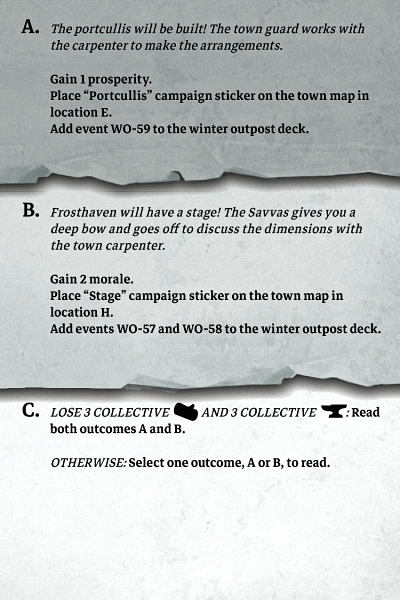 A. The portcullis will be built! The town guard works with
the carpenter to make the arrangements.
Gain 1 prosperity.
Place “Portcullis” campaign sticker on the town map in
location E.
Add event WO-59 to the winter outpost deck.
B. Frosthaven will have a stage! The Savvas gives you a
deep bow and goes off to discuss the dimensions with
the town carpenter.
Gain 2 morale.
Place “Stage” campaign sticker on the town map in
location H.
Add events WO-57 and WO-58 to the winter outpost deck.
C. LOSE 3 COLLECTIVE AND 3 COLLECTIVE : Read
both outcomes A and B.
OTHERWISE: Select one outcome, A or B, to read.